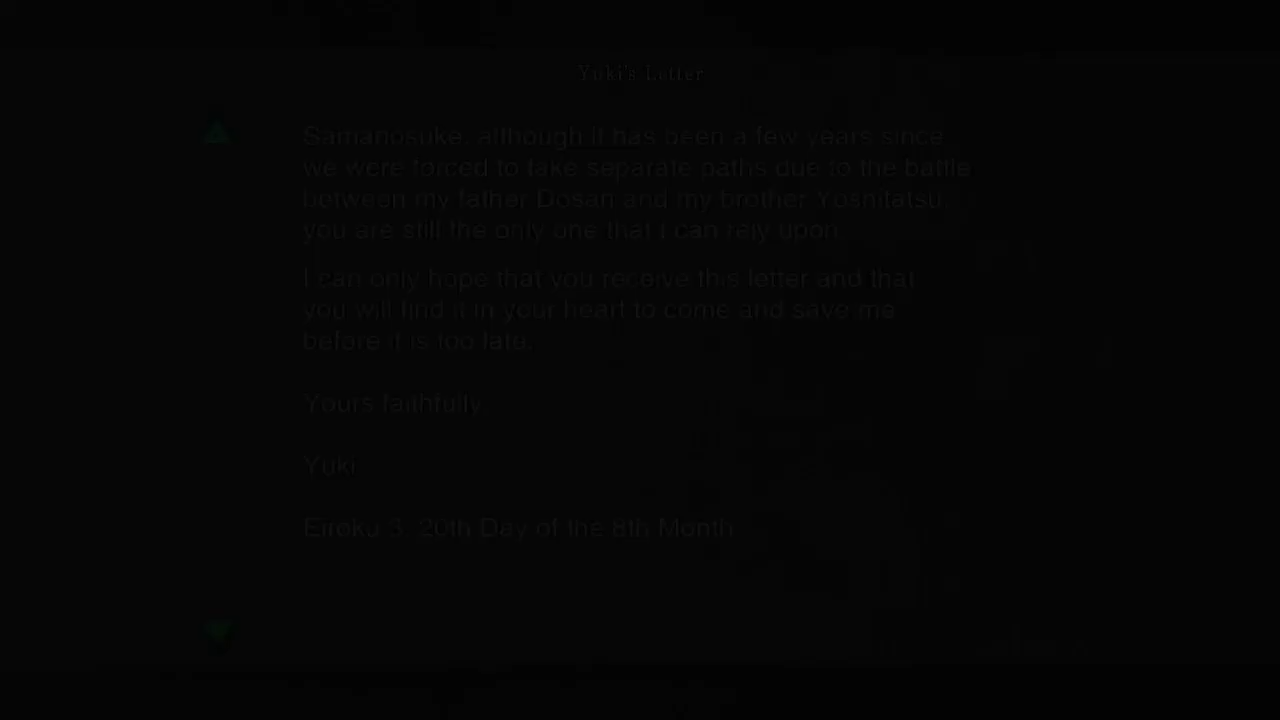 Yuki's Letter
Samanosuke, although it has been a few years since
we were forced to take separate paths due to the battle
between my father Dosan and my brother Yoshitatsu,
you are still the only one that I can rely upon.
I can only hope that you receive this letter and that
you will find it in your heart to come and save me
before it is too late.
Yours faithfully,
Yuki
Eiroku 3, 20th Day of the 8th Month